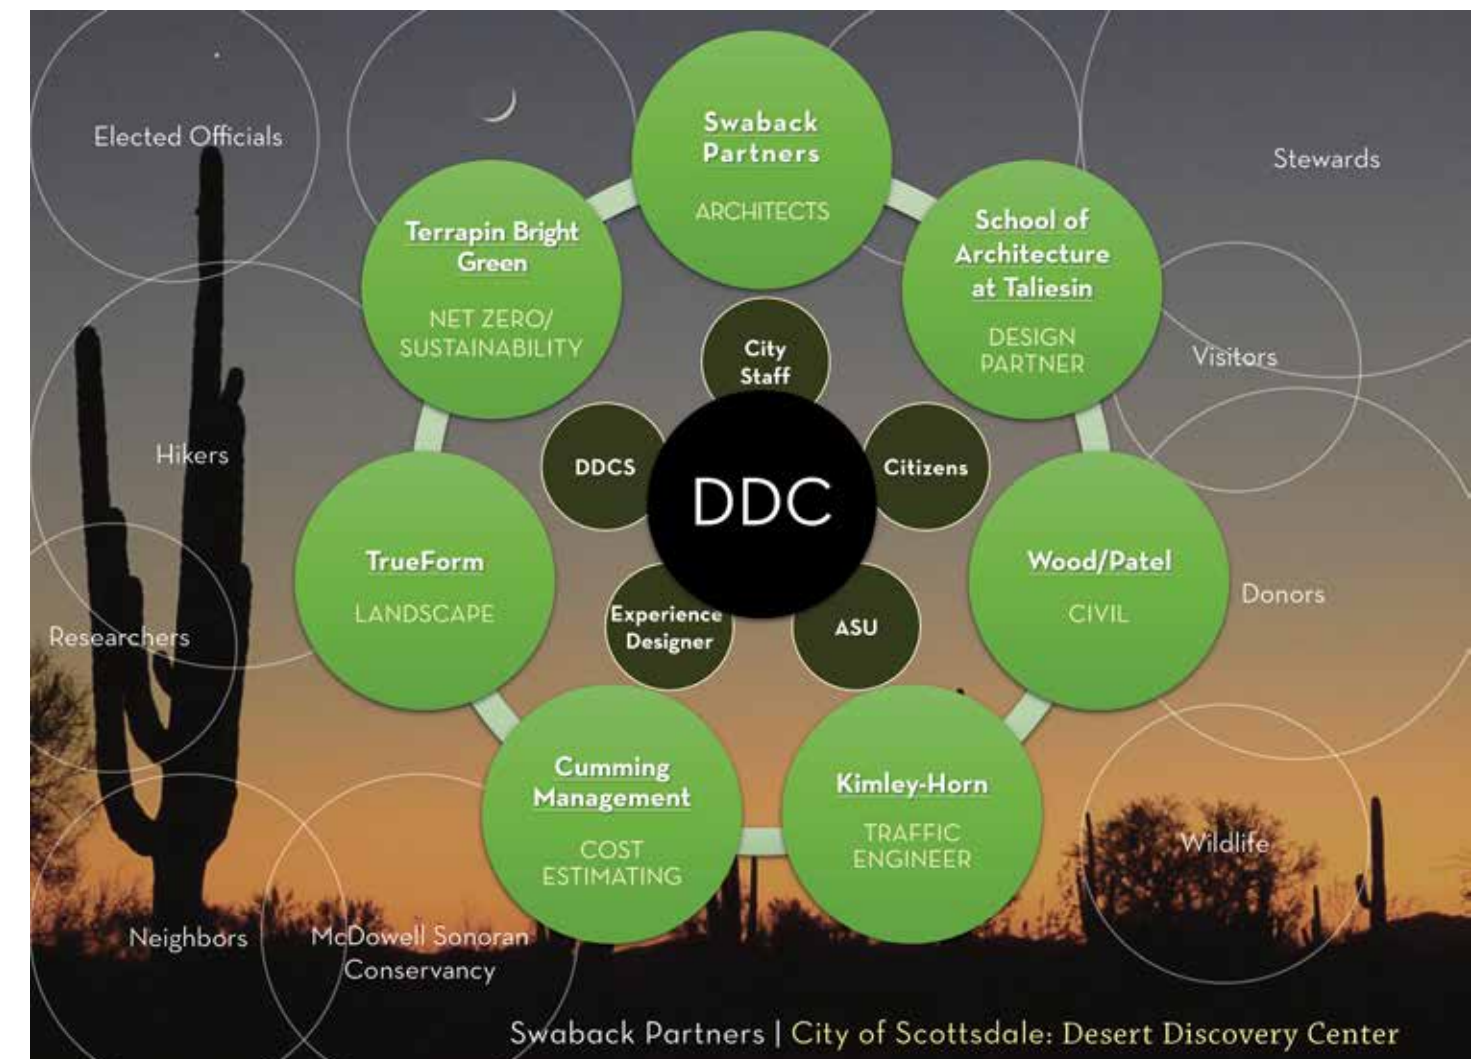 Elected Officials
Swaback
Partners
ARCHITECTS
Stewards
Terrapin Bright
Green
NET ZERO/
SUSTAINABILITY
School of
Architecture
at Taliesin
DESIGN
PARTNER
City
Staff
Visitors
Hikers
DDCS
DDC
Citizens
TrueForm
LANDSCAPE
Wood/Patel
CIVIL
Donors
Researchers
Experience
Designer
ASU
Cumming
Management
COST
ESTIMATING
Kimley-Horn
TRAFFIC
ENGINEER
Wildlife
Neighbors
McDowell Sonoran
Conservancy
Swaback Partners | City of Scottsdale: Desert Discovery Center